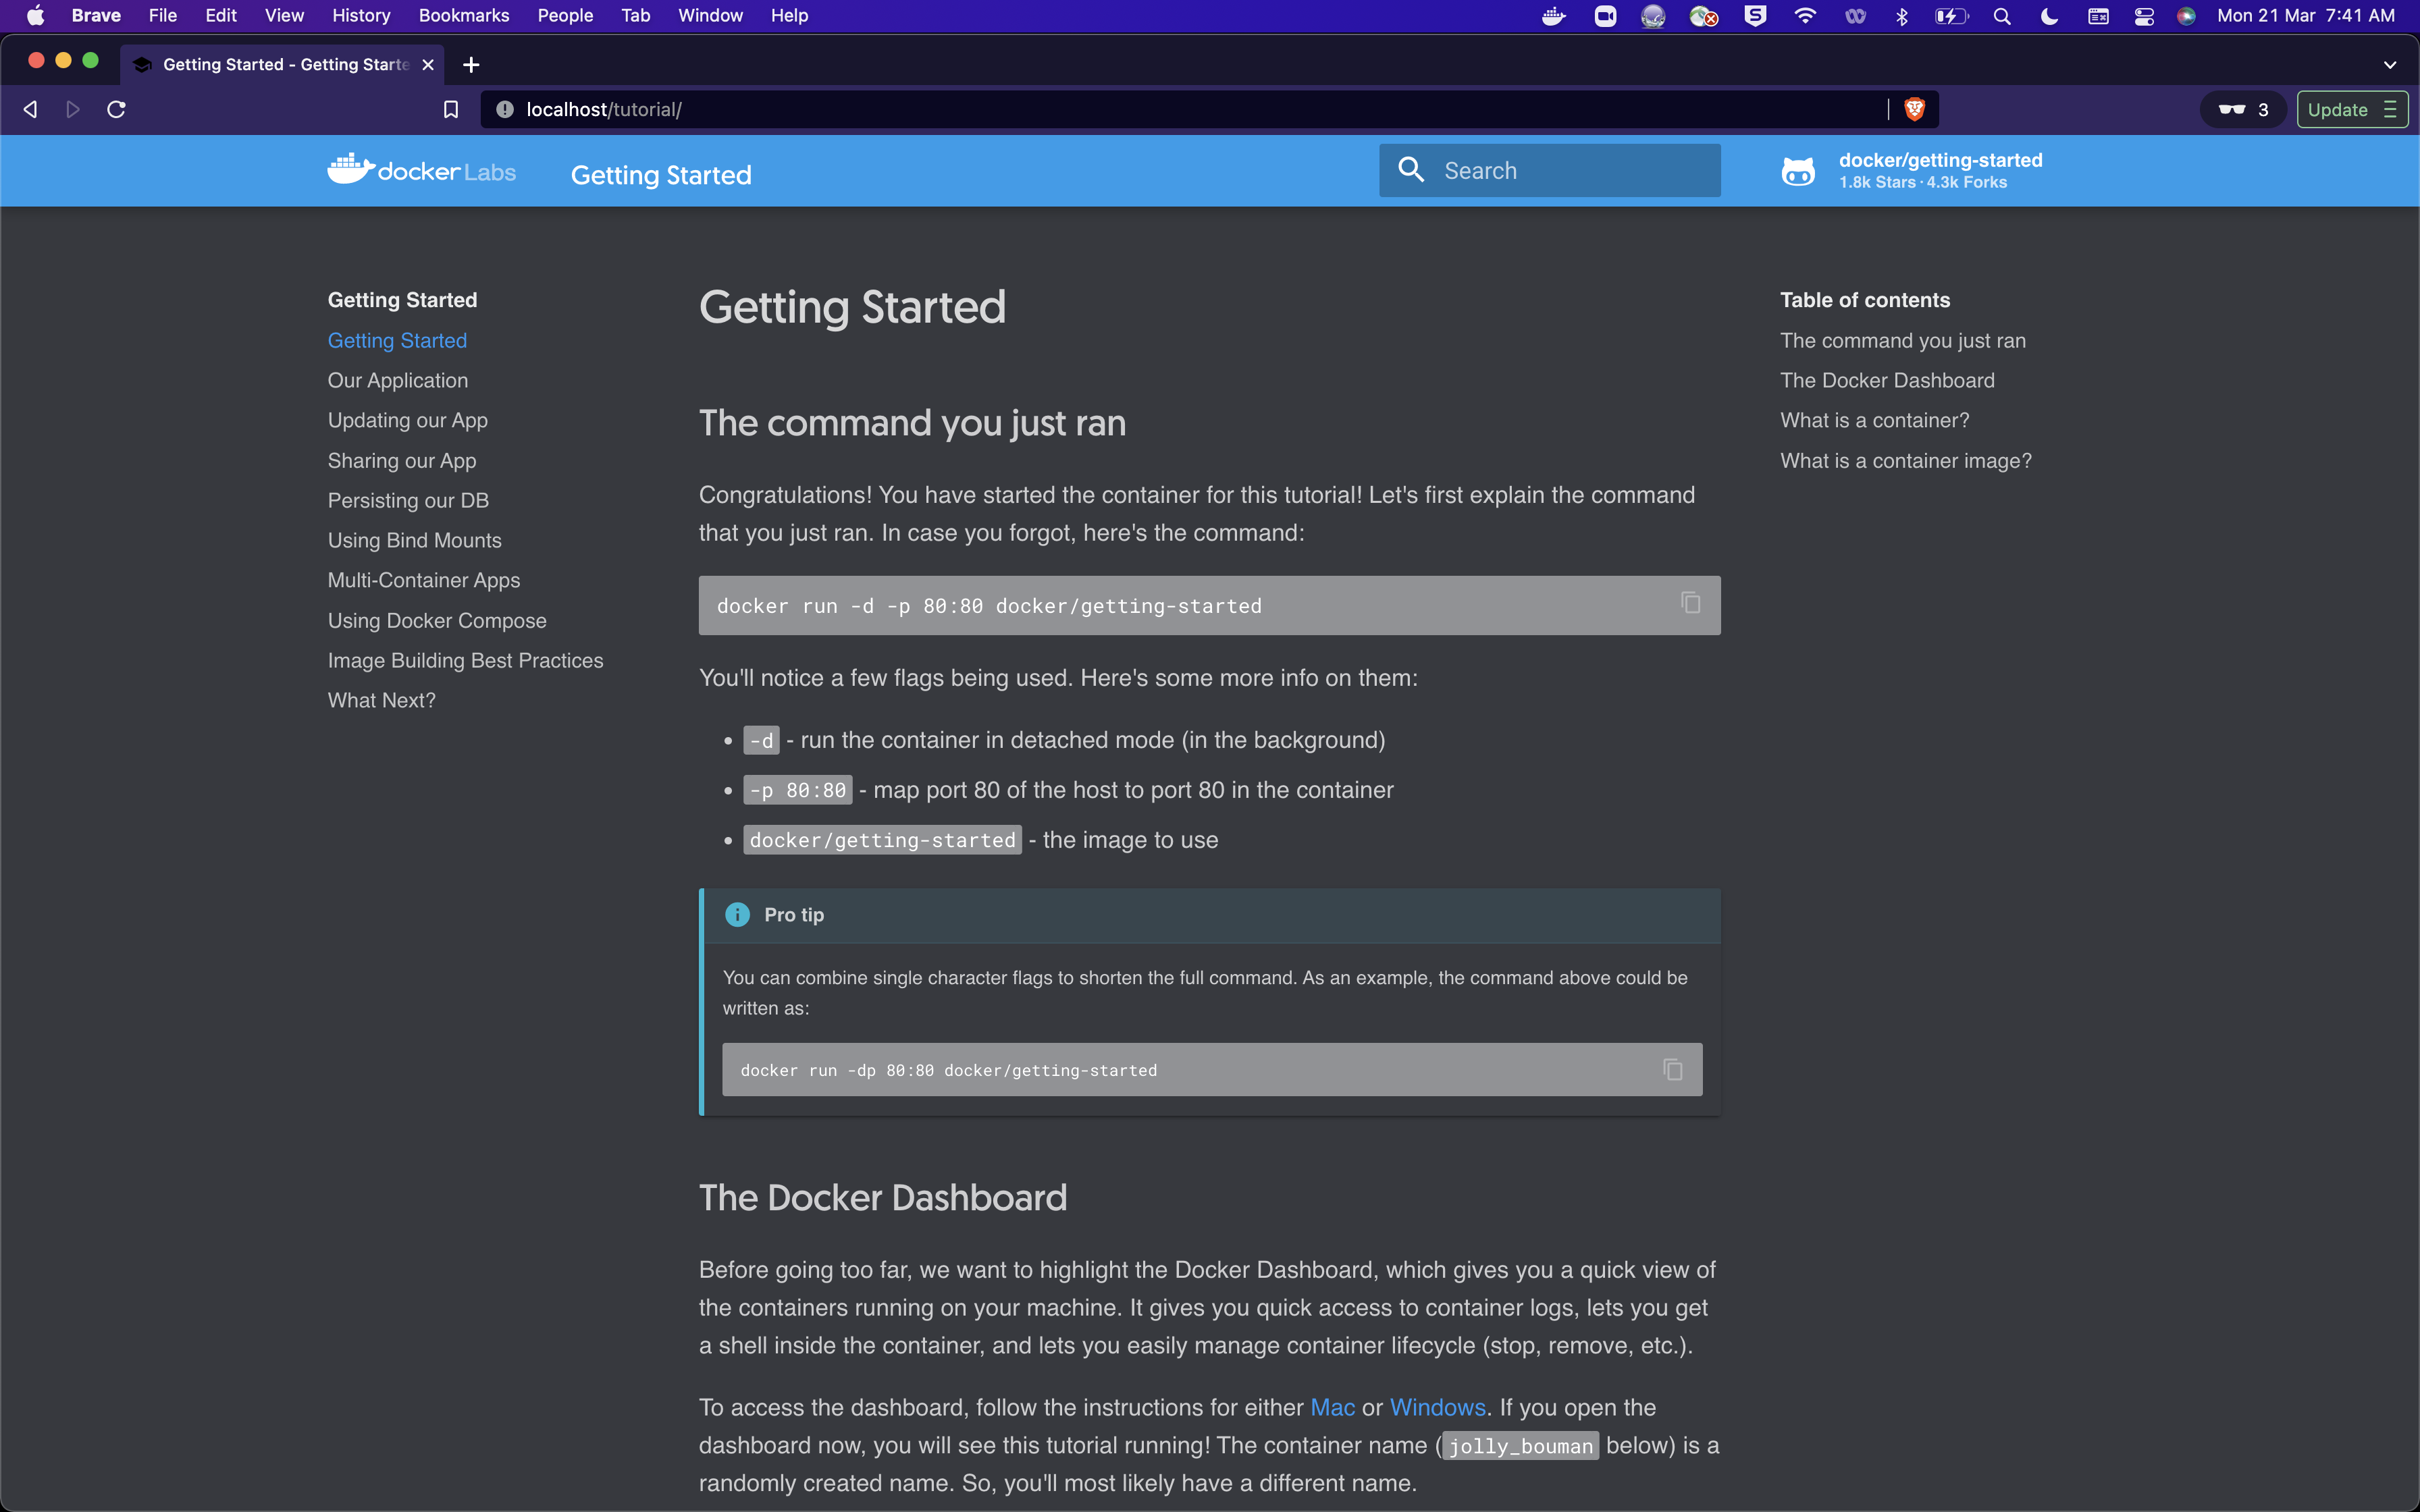 Brave File Edit View History Bookmarks People Tab Window Help Mon 21 Mar 7:41 AM
Getting Started - Getting Starte
localhost/tutorial/
3
Update
docker Labs
Getting Started
Search
docker/getting-started
1.8k Stars · 4.3k Forks
Getting Started
Getting Started
Our Application
Updating our App
Sharing our App
Persisting our DB
Using Bind Mounts
Multi-Container Apps
Using Docker Compose
Image Building Best Practices
What Next?
Getting Started
The command you just ran
Congratulations! You have started the container for this tutorial! Let's first explain the command
that you just ran. In case you forgot, here's the command:
docker run -d -p 80:80 docker/getting-started
You'll notice a few flags being used. Here's some more info on them:
• -d - run the container in detached mode (in the background)
• -p 80:80 - map port 80 of the host to port 80 in the container
• docker/getting-started - the image to use
Pro tip
You can combine single character flags to shorten the full command. As an example, the command above could be
written as:
docker run -dp 80:80 docker/getting-started
The Docker Dashboard
Before going too far, we want to highlight the Docker Dashboard, which gives you a quick view of
the containers running on your machine. It gives you quick access to container logs, lets you get
a shell inside the container, and lets you easily manage container lifecycle (stop, remove, etc.).
To access the dashboard, follow the instructions for either Mac or Windows. If you open the
dashboard now, you will see this tutorial running! The container name (jolly_bouman below) is a
randomly created name. So, you'll most likely have a different name.
Table of contents
The command you just ran
The Docker Dashboard
What is a container?
What is a container image?